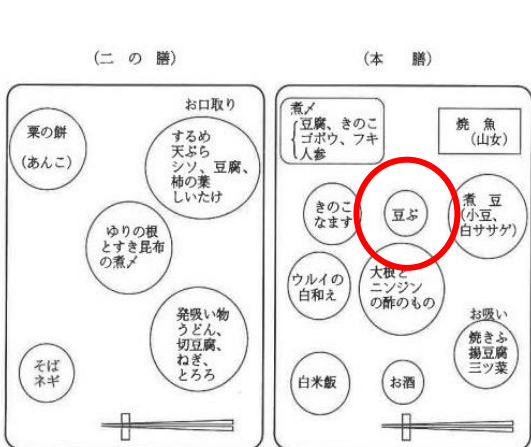 (二 の 膳)
お口取り
栗の餅
(あんこ)
するめ
天ぷら
シソ、豆腐、
柿の葉
しいたけ
ゆりの根
とすき昆布
の煮〆
発吸い物
うどん、
切豆腐、
ねぎ、
とろろ
そば
ネギ
(本 膳)
煮〆
豆腐、きのこ
ゴボウ、フキ
人参
焼 魚
(山女)
きのこ
なます
豆ぶ
煮 豆
(小豆、
白ササゲ)
ウルイの
白和え
大根と
ニンジン
の酢のもの
お吸い
焼きふ
揚豆腐
三ツ菜
白米飯
お酒